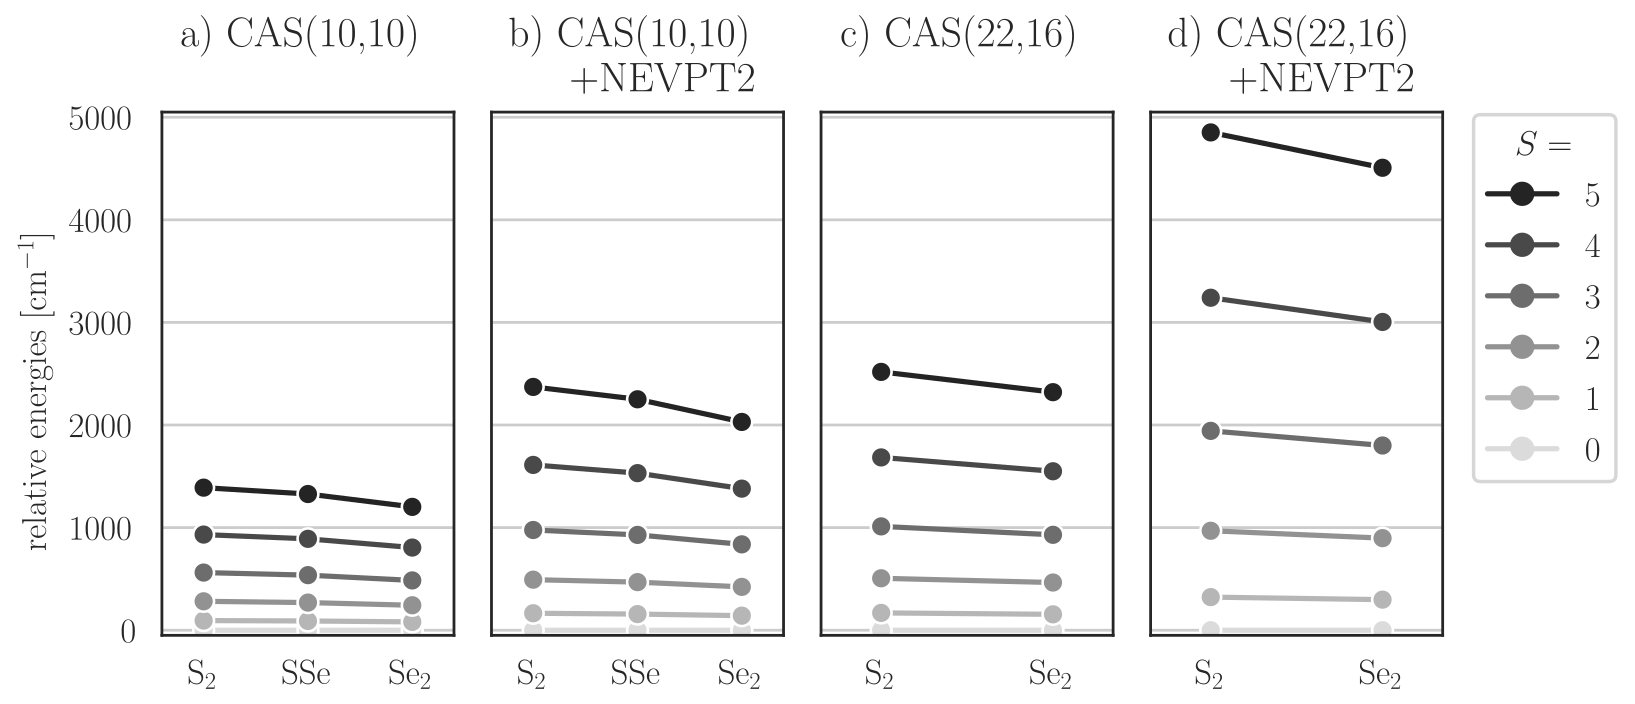 a) CAS(10,10)
b) CAS(10,10)
+NEVPT2
c) CAS(22,16)
d) CAS(22,16)
+NEVPT2
relative energies [cm⁻¹]
5000
4000
3000
2000
1000
0
S₂ SSe Se₂
S₂ SSe Se₂
S₂ Se₂
S₂ Se₂
S =
5
4
3
2
1
0